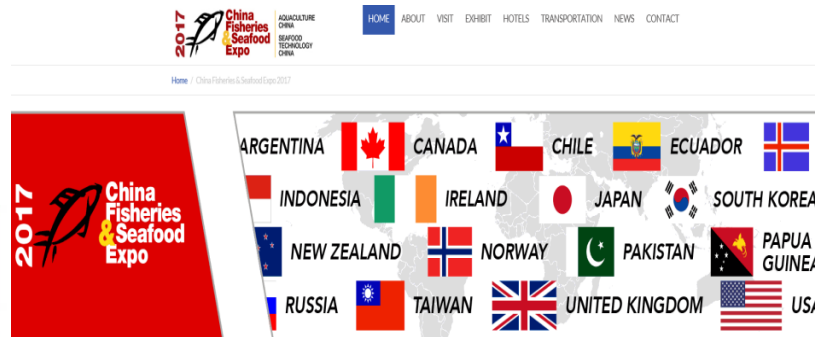 2017
China
Fisheries
&Seafood
Expo
AQUACULTURE
CHINA
SEAFOOD
TECHNOLOGY
CHINA
HOME ABOUT VISIT EXHIBIT HOTELS TRANSPORTATION NEWS CONTACT
Home / China Fisheries & Seafood Expo 2017
2017
China
Fisheries
&Seafood
Expo
ARGENTINA CANADA CHILE ECUADOR
INDONESIA IRELAND JAPAN SOUTH KOREA
NEW ZEALAND NORWAY PAKISTAN PAPUA
GUINEA
RUSSIA TAIWAN UNITED KINGDOM USA